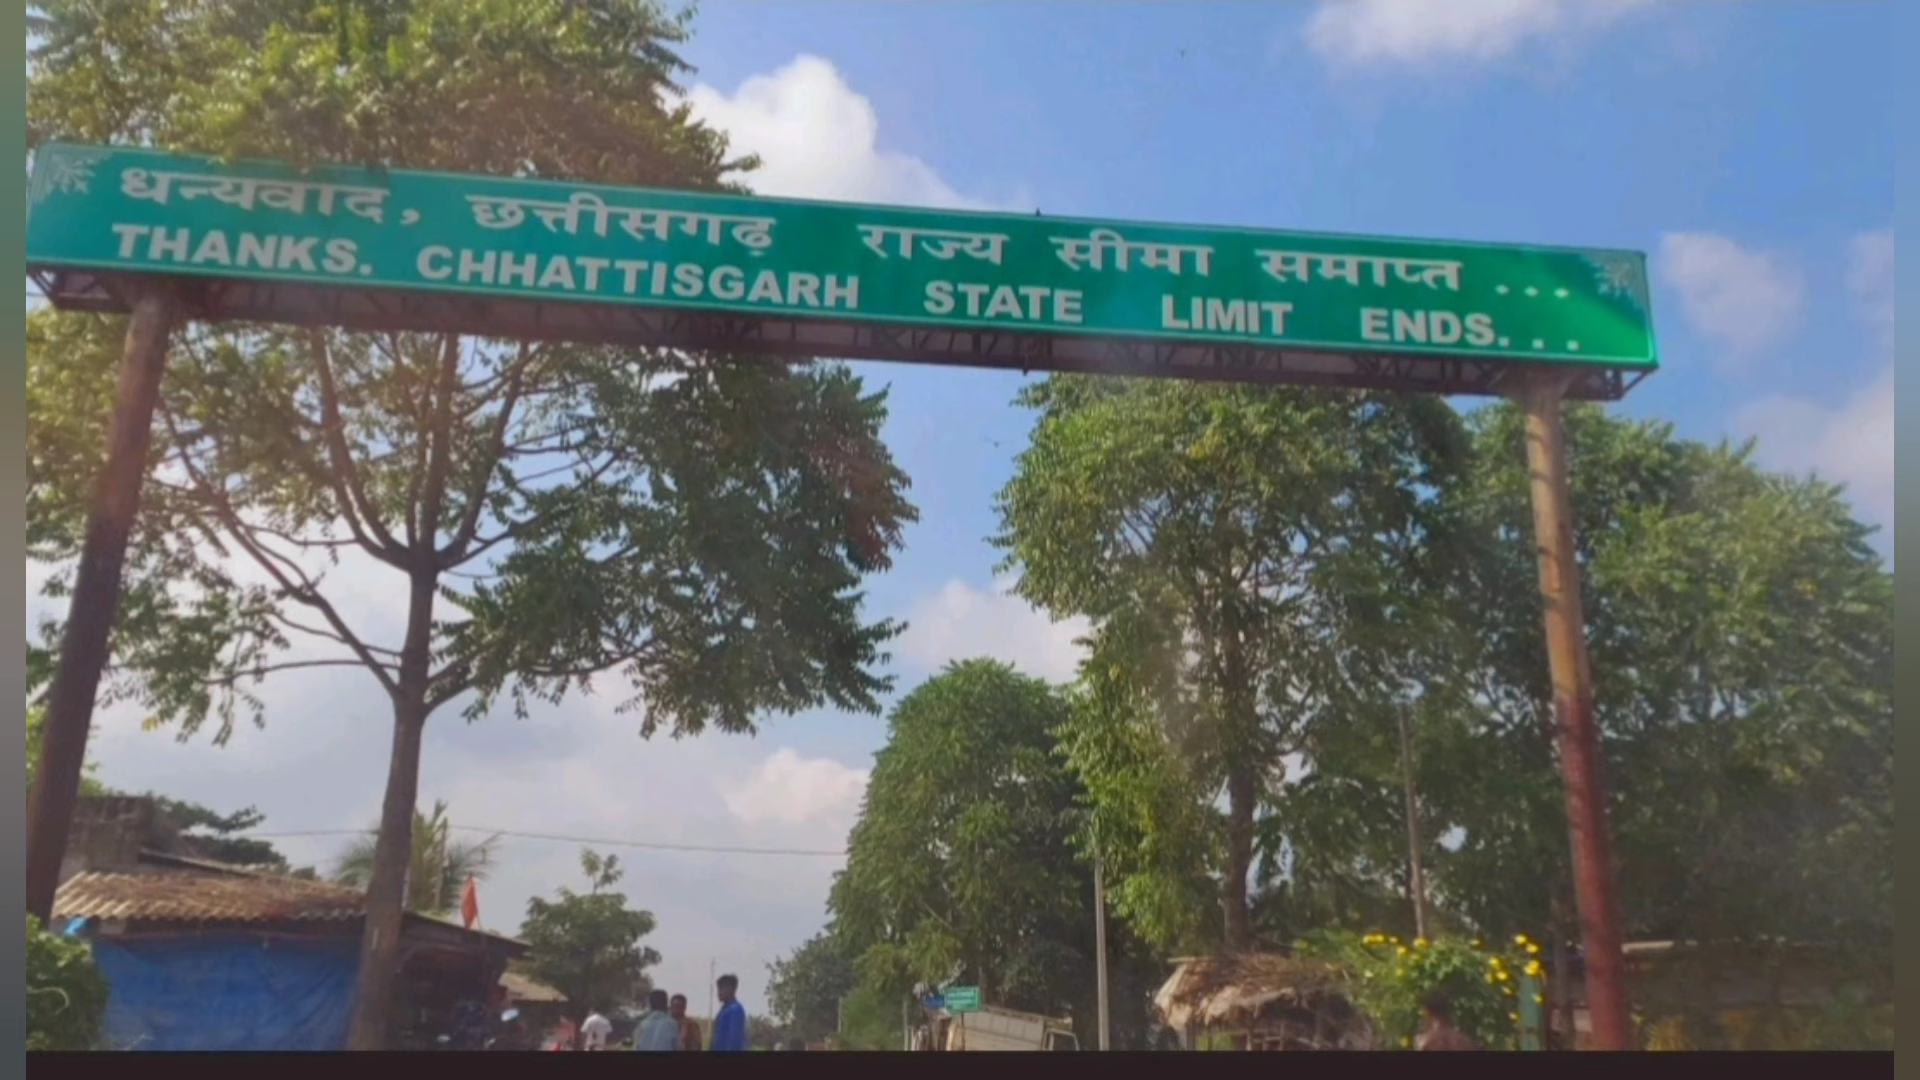 धन्यवाद, छत्तीसगढ़ राज्य सीमा समाप्त ...
THANKS. CHHATTISGARH STATE LIMIT ENDS...